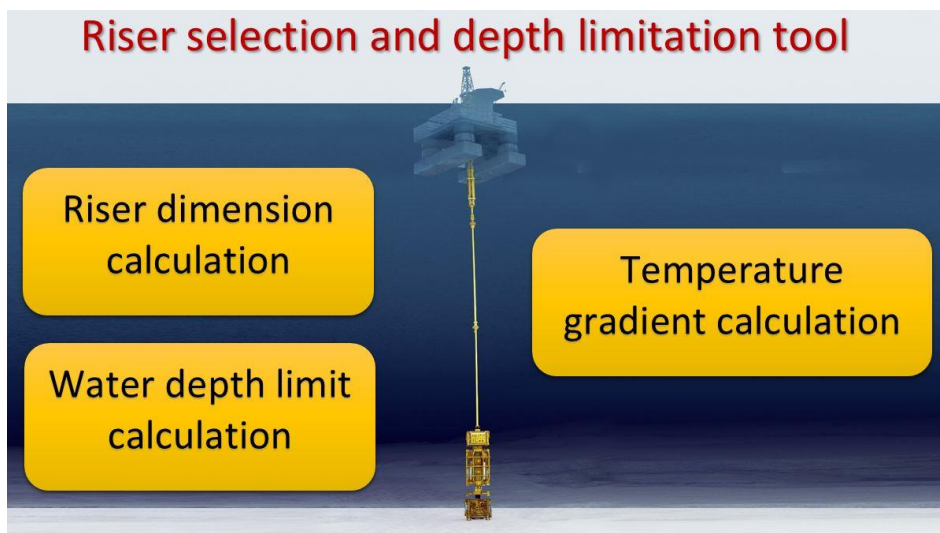 Riser selection and depth limitation tool
Riser dimension
calculation
Water depth limit
calculation
Temperature
gradient calculation